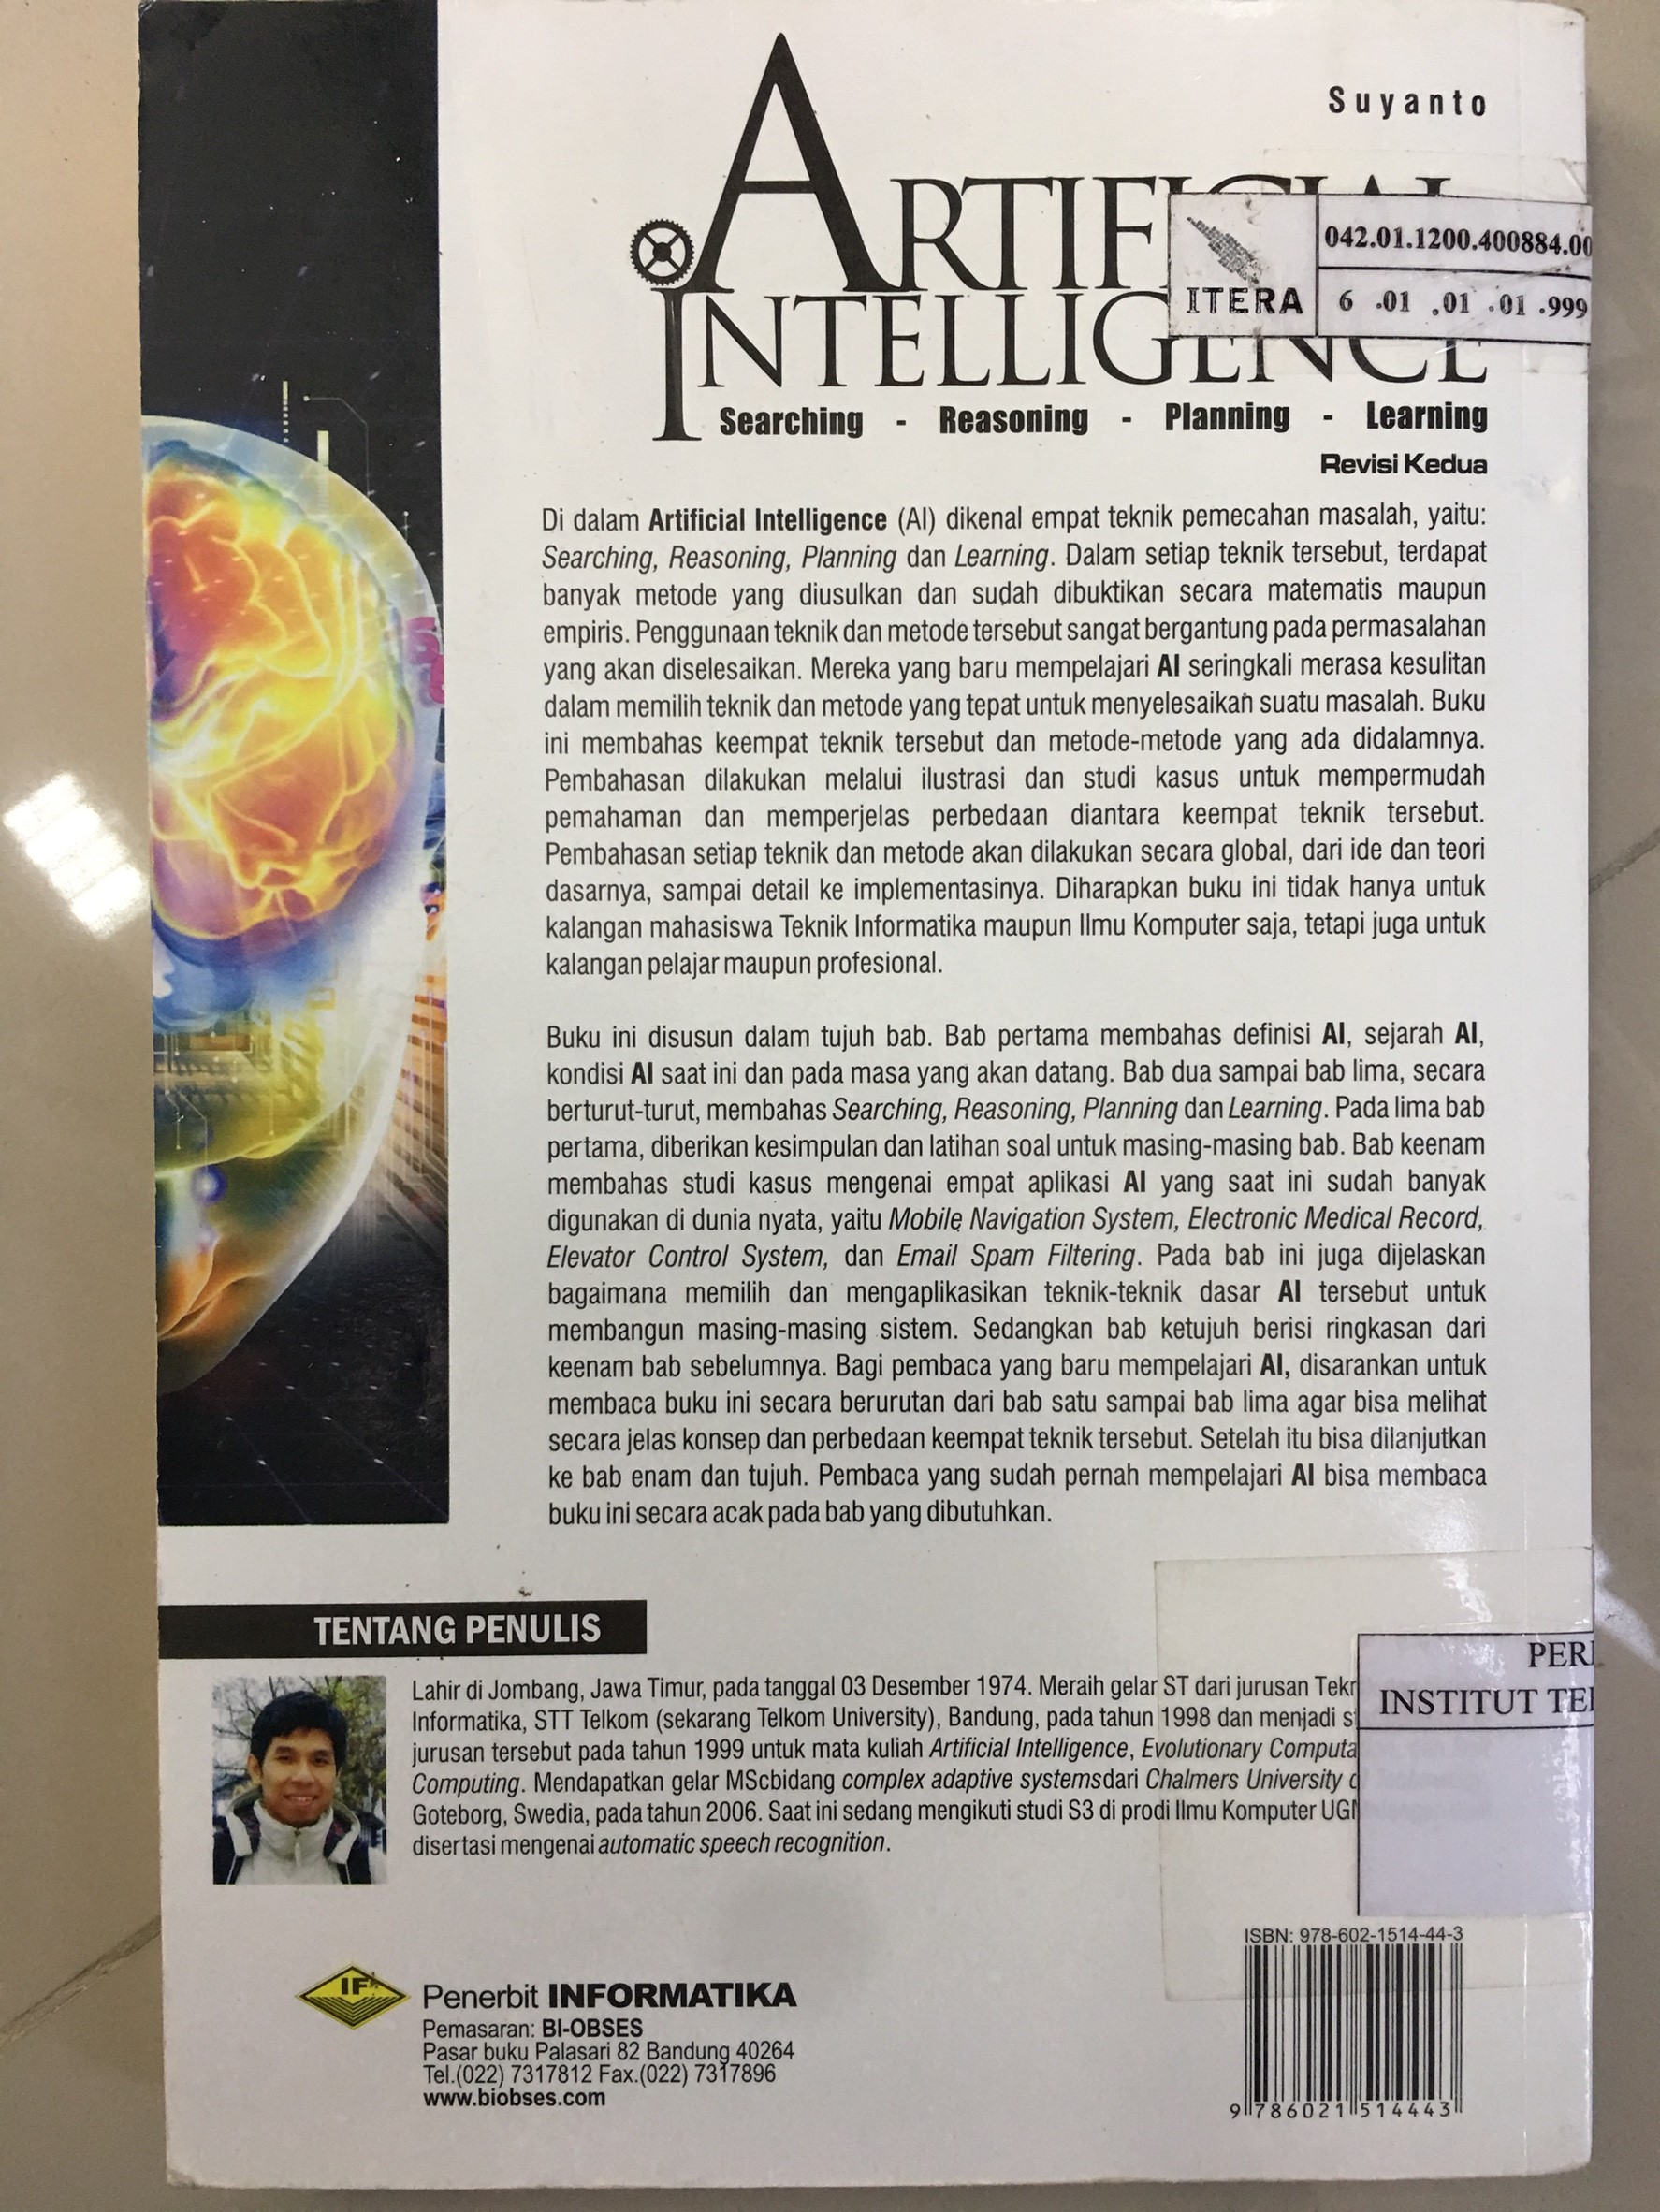 Suyanto
ARTIFICIAL
INTELLIGENCE
042.01.1200.400884.00
ITERA
6 .01 .01 .01 .999
Searching - Reasoning - Planning - Learning
Revisi Kedua
Di dalam Artificial Intelligence (AI) dikenal empat teknik pemecahan masalah, yaitu:
Searching, Reasoning, Planning dan Learning. Dalam setiap teknik tersebut, terdapat
banyak metode yang diusulkan dan sudah dibuktikan secara matematis maupun
empiris. Penggunaan teknik dan metode tersebut sangat bergantung pada permasalahan
yang akan diselesaikan. Mereka yang baru mempelajari AI seringkali merasa kesulitan
dalam memilih teknik dan metode yang tepat untuk menyelesaikan suatu masalah. Buku
ini membahas keempat teknik tersebut dan metode-metode yang ada didalamnya.
Pembahasan dilakukan melalui ilustrasi dan studi kasus untuk mempermudah
pemahaman dan memperjelas perbedaan diantara keempat teknik tersebut.
Pembahasan setiap teknik dan metode akan dilakukan secara global, dari ide dan teori
dasarnya, sampai detail ke implementasinya. Diharapkan buku ini tidak hanya untuk
kalangan mahasiswa Teknik Informatika maupun Ilmu Komputer saja, tetapi juga untuk
kalangan pelajar maupun profesional.
Buku ini disusun dalam tujuh bab. Bab pertama membahas definisi AI, sejarah AI,
kondisi AI saat ini dan pada masa yang akan datang. Bab dua sampai bab lima, secara
berturut-turut, membahas Searching, Reasoning, Planning dan Learning. Pada lima bab
pertama, diberikan kesimpulan dan latihan soal untuk masing-masing bab. Bab keenam
membahas studi kasus mengenai empat aplikasi AI yang saat ini sudah banyak
digunakan di dunia nyata, yaitu Mobile Navigation System, Electronic Medical Record,
Elevator Control System, dan Email Spam Filtering. Pada bab ini juga dijelaskan
bagaimana memilih dan mengaplikasikan teknik-teknik dasar AI tersebut untuk
membangun masing-masing sistem. Sedangkan bab ketujuh berisi ringkasan dari
keenam bab sebelumnya. Bagi pembaca yang baru mempelajari AI, disarankan untuk
membaca buku ini secara berurutan dari bab satu sampai bab lima agar bisa melihat
secara jelas konsep dan perbedaan keempat teknik tersebut. Setelah itu bisa dilanjutkan
ke bab enam dan tujuh. Pembaca yang sudah pernah mempelajari AI bisa membaca
buku ini secara acak pada bab yang dibutuhkan.
TENTANG PENULIS
Lahir di Jombang, Jawa Timur, pada tanggal 03 Desember 1974. Meraih gelar ST dari jurusan
Informatika, STT Telkom (sekarang Telkom University), Bandung, pada tahun 1998 dan menjadi
jurusan tersebut pada tahun 1999 untuk mata kuliah Artificial Intelligence, Evolutionary
Computing. Mendapatkan gelar MScbidang complex adaptive systemsdari Chalmers University
Goteborg, Swedia, pada tahun 2006. Saat ini sedang mengikuti studi S3 di prodi Ilmu Komputer
disertasi mengenai automatic speech recognition.
INSTITUT
ISBN: 978-602-1514-44-3
9 786021 514443
IF
Penerbit INFORMATIKA
Pemasaran: BI-OBSES
Pasar buku Palasari 82 Bandung 40264
Tel.(022) 7317812 Fax.(022) 7317896
www.biobses.com